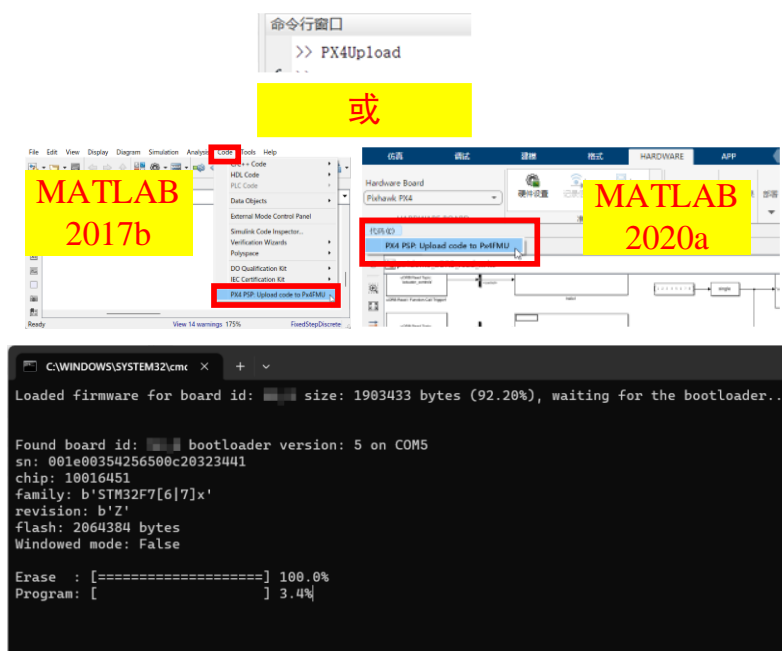 命令行窗口
>> PX4Upload
>>
或
File Edit View Display Diagram Simulation Analysis Code Tools Help
C/C++ Code
HDL Code
PLC Code
Data Objects
External Mode Control Panel
Simulink Code Inspector...
Verification Wizards
Polyspace
DO Qualification Kit
IEC Certification Kit
PX4 PSP: Upload code to Px4FMU
Ready View 14 warnings 175% FixedStepDiscrete
MATLAB
2017b
仿真 调试 建模 格式 HARDWARE APP
Hardware Board
Pixhawk PX4
硬件设置
代码(C)
PX4 PSP: Upload code to Px4FMU
single
MATLAB
2020a
C:\WINDOWS\SYSTEM32\cmc × +
Loaded firmware for board id: size: 1903433 bytes (92.20%), waiting for the bootloader..
Found board id: bootloader version: 5 on COM5
sn: 001e00354256500c20323441
chip: 10016451
family: b'STM32F7[6|7]x'
revision: b'Z'
flash: 2064384 bytes
Windowed mode: False
Erase : [====================] 100.0%
Program: [ ] 3.4%